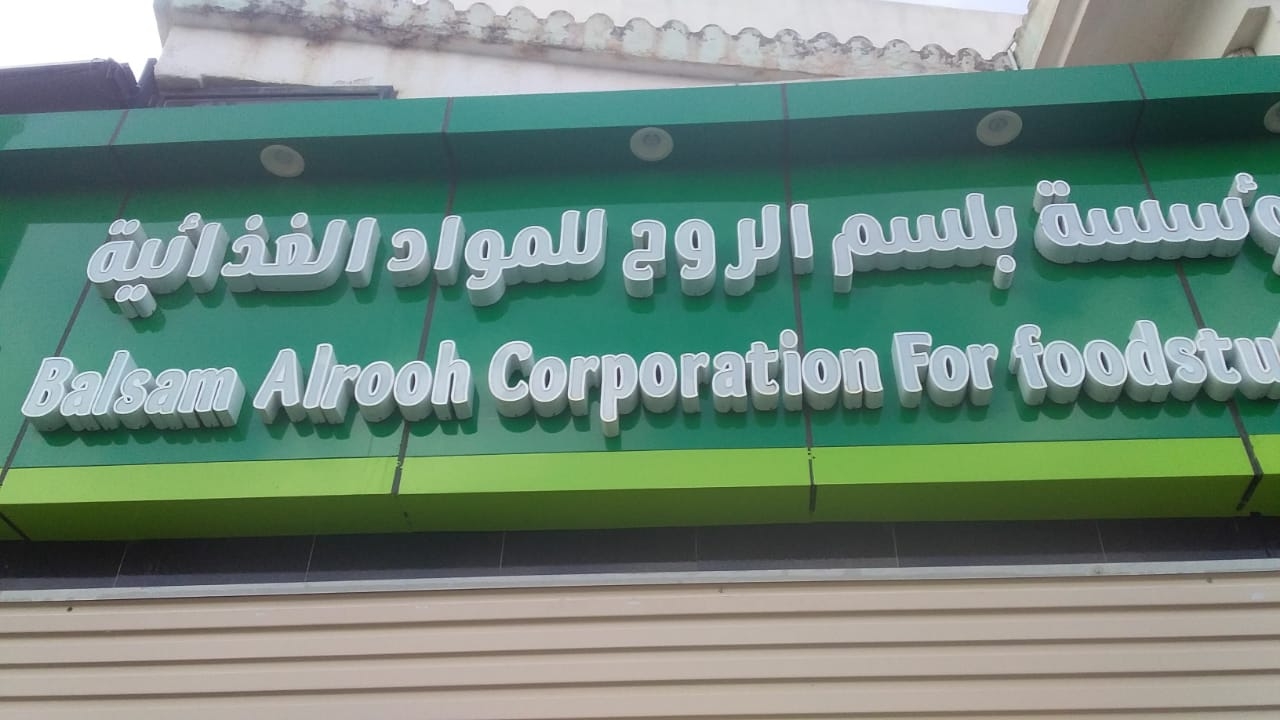 ؤسسة بلسم الروح للمواد الغذائية
Balsam Alrooh Corporation For foodstu